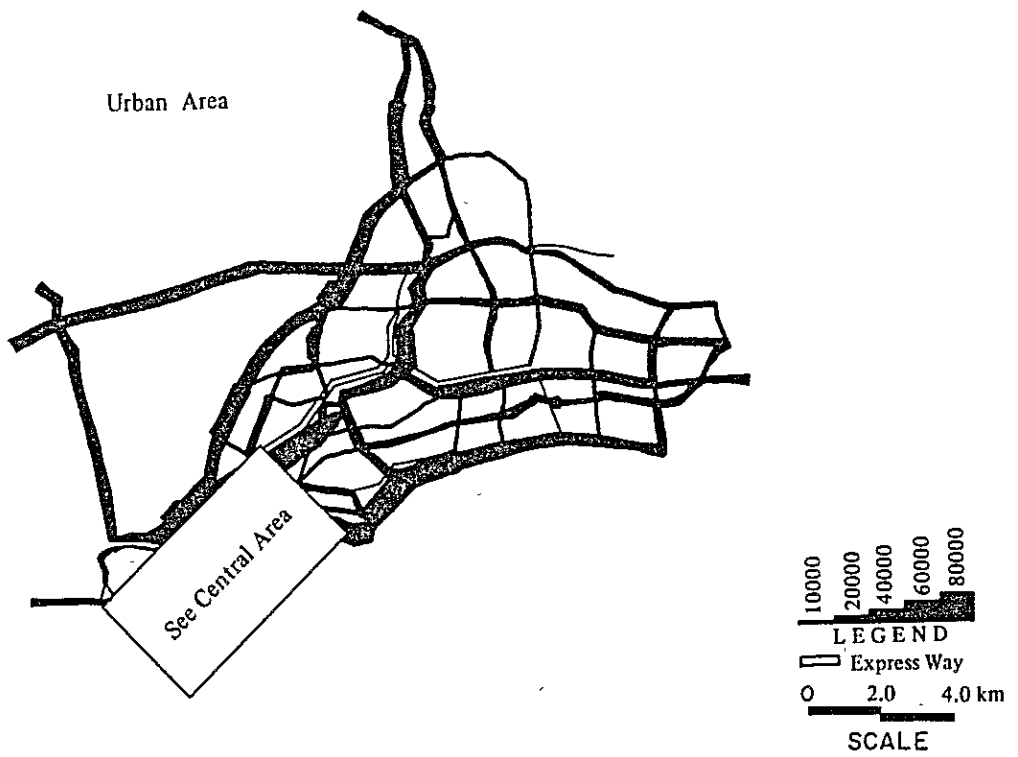 Urban Area
See Central Area
10000
20000
40000
60000
80000
LEGEND
Express Way
0 2.0 4.0 km
SCALE